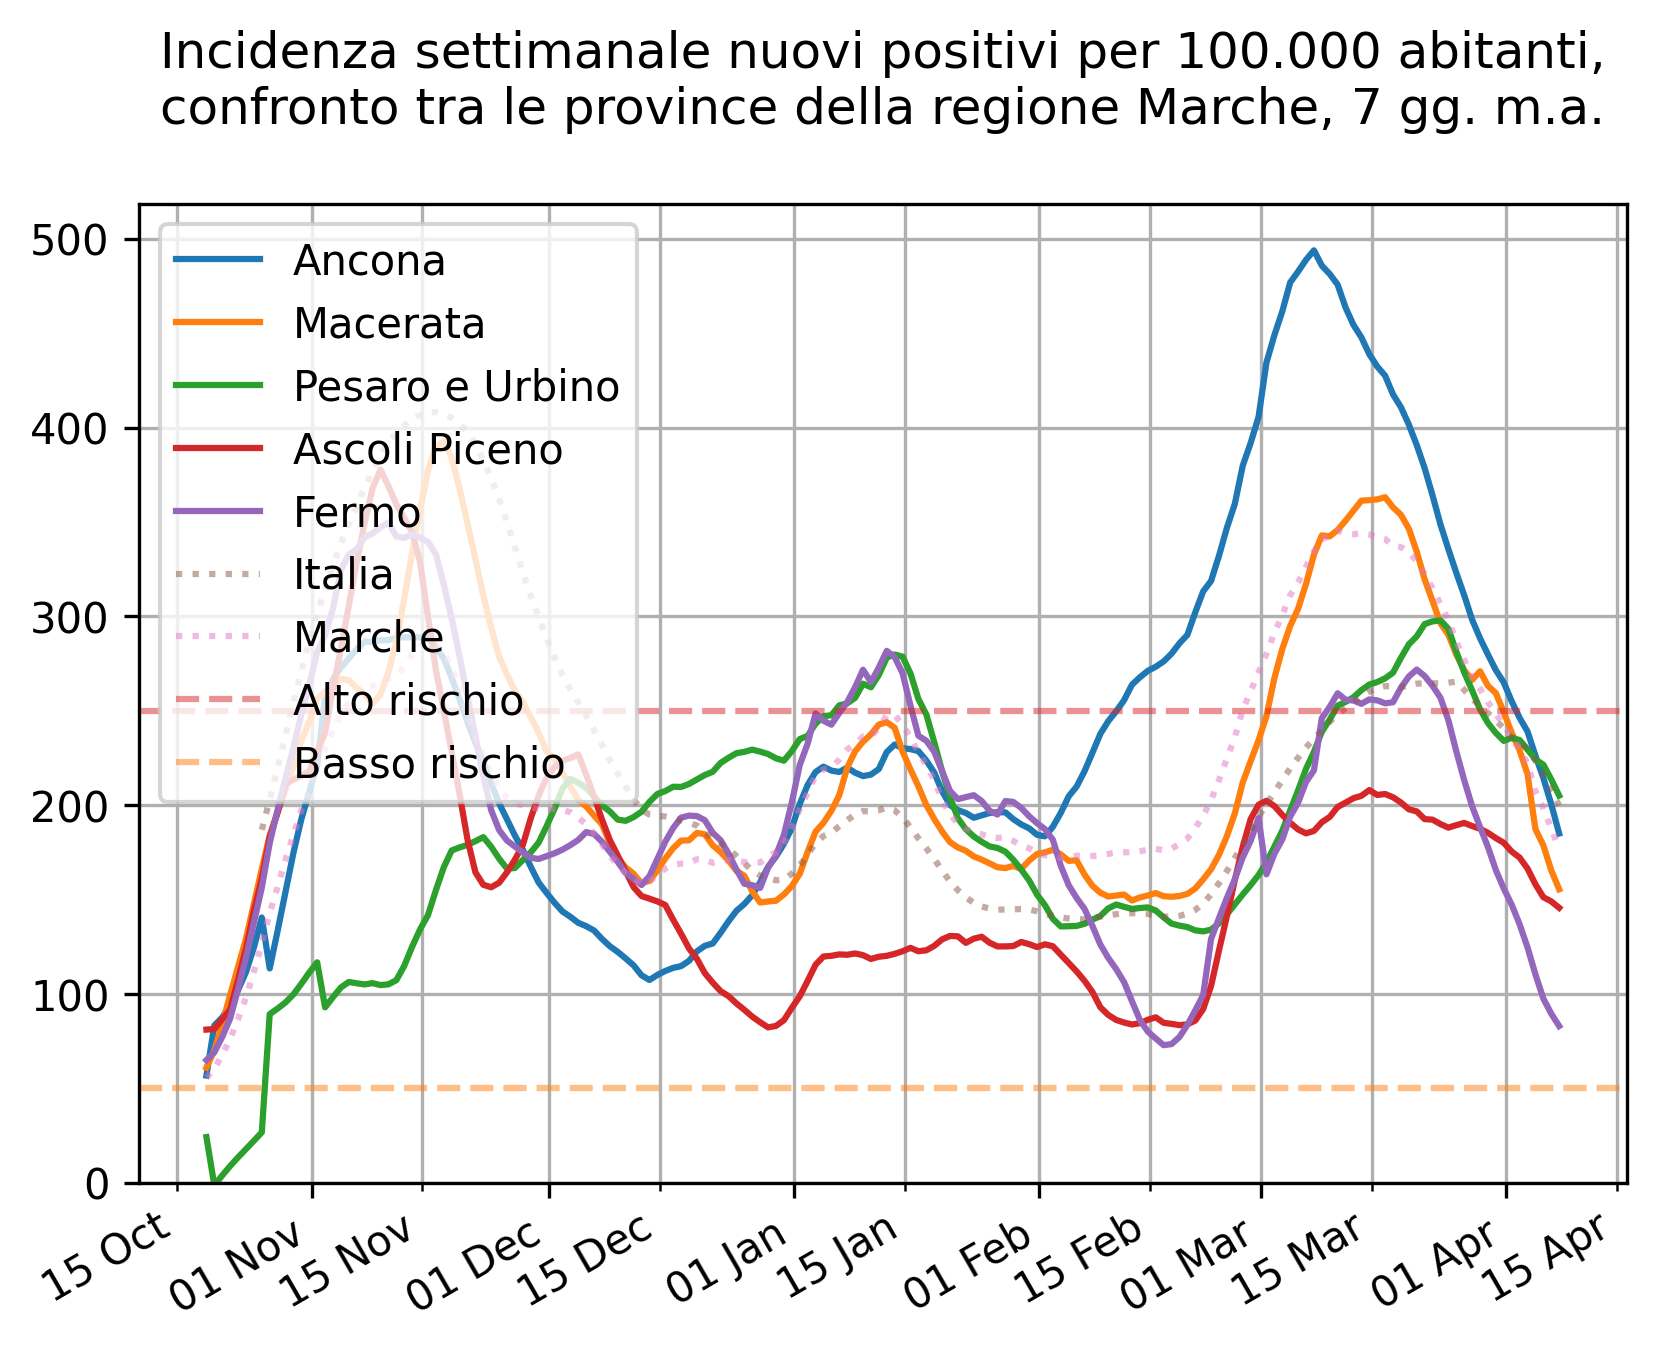 Incidenza settimanale nuovi positivi per 100.000 abitanti,
confronto tra le province della regione Marche, 7 gg. m.a.
500
400
300
200
100
0
Ancona
Macerata
Pesaro e Urbino
Ascoli Piceno
Fermo
Italia
Marche
Alto rischio
Basso rischio
15 Oct
01 Nov
15 Nov
01 Dec
15 Dec
01 Jan
15 Jan
01 Feb
15 Feb
01 Mar
15 Mar
01 Apr
15 Apr